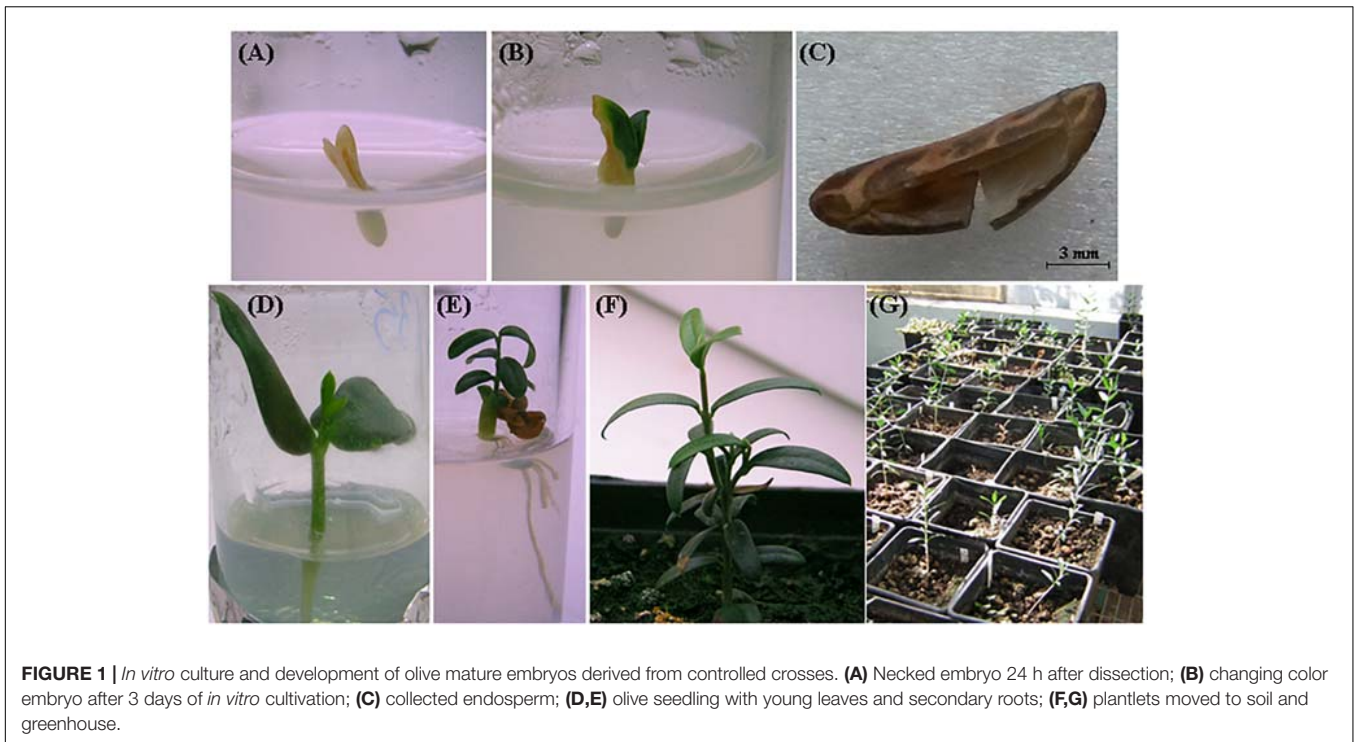 (A)
(B)
(C)
3 mm
(D)
(E)
(F)
(G)
FIGURE 1 | In vitro culture and development of olive mature embryos derived from controlled crosses. (A) Necked embryo 24 h after dissection; (B) changing color
embryo after 3 days of in vitro cultivation; (C) collected endosperm; (D,E) olive seedling with young leaves and secondary roots; (F,G) plantlets moved to soil and
greenhouse.